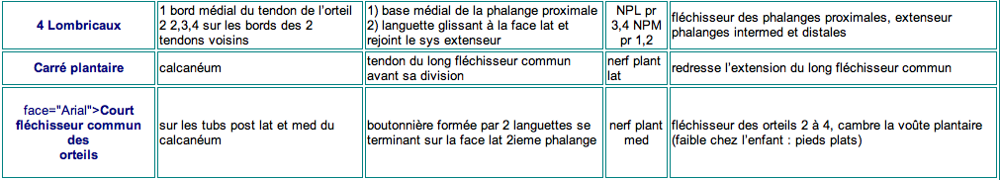 4 Lombricaux
1 bord médial du tendon de l'orteil
2 2,3,4 sur les bords des 2
tendons voisins
1) base médial de la phalange proximale
2) languette glissant à la face lat et
rejoint le sys extenseur
NPL pr
3,4 NPM
pr 1,2
fléchisseur des phalanges proximales, extenseur
phalanges intermed et distales
Carré plantaire
calcanéum
tendon du long fléchisseur commun
avant sa division
nerf plant
lat
redresse l'extension du long fléchisseur commun
face="Arial">Court
fléchisseur commun
des
orteils
sur les tubs post lat et med du
calcanéum
boutonnière formée par 2 languettes se
terminant sur la face lat 2ieme phalange
nerf plant
med
fléchisseur des orteils 2 à 4, cambre la voûte plantaire
(faible chez l'enfant : pieds plats)